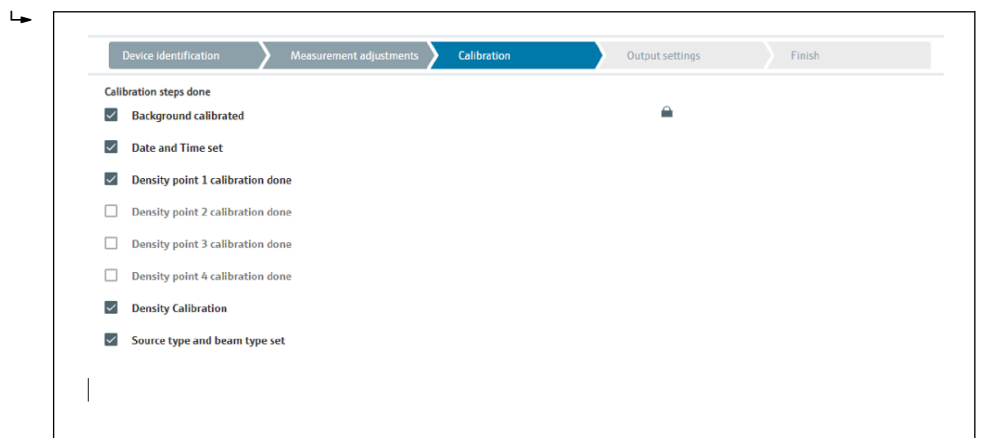 Device identification Measurement adjustments Calibration Output settings Finish
Calibration steps done
Background calibrated
Date and Time set
Density point 1 calibration done
Density point 2 calibration done
Density point 3 calibration done
Density point 4 calibration done
Density Calibration
Source type and beam type set